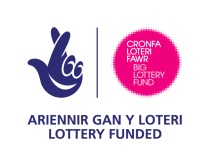 CRONFA
LOTERI
FAWR
BIG
LOTTERY
FUND
ARIENNIR GAN Y LOTERI
LOTTERY FUNDED